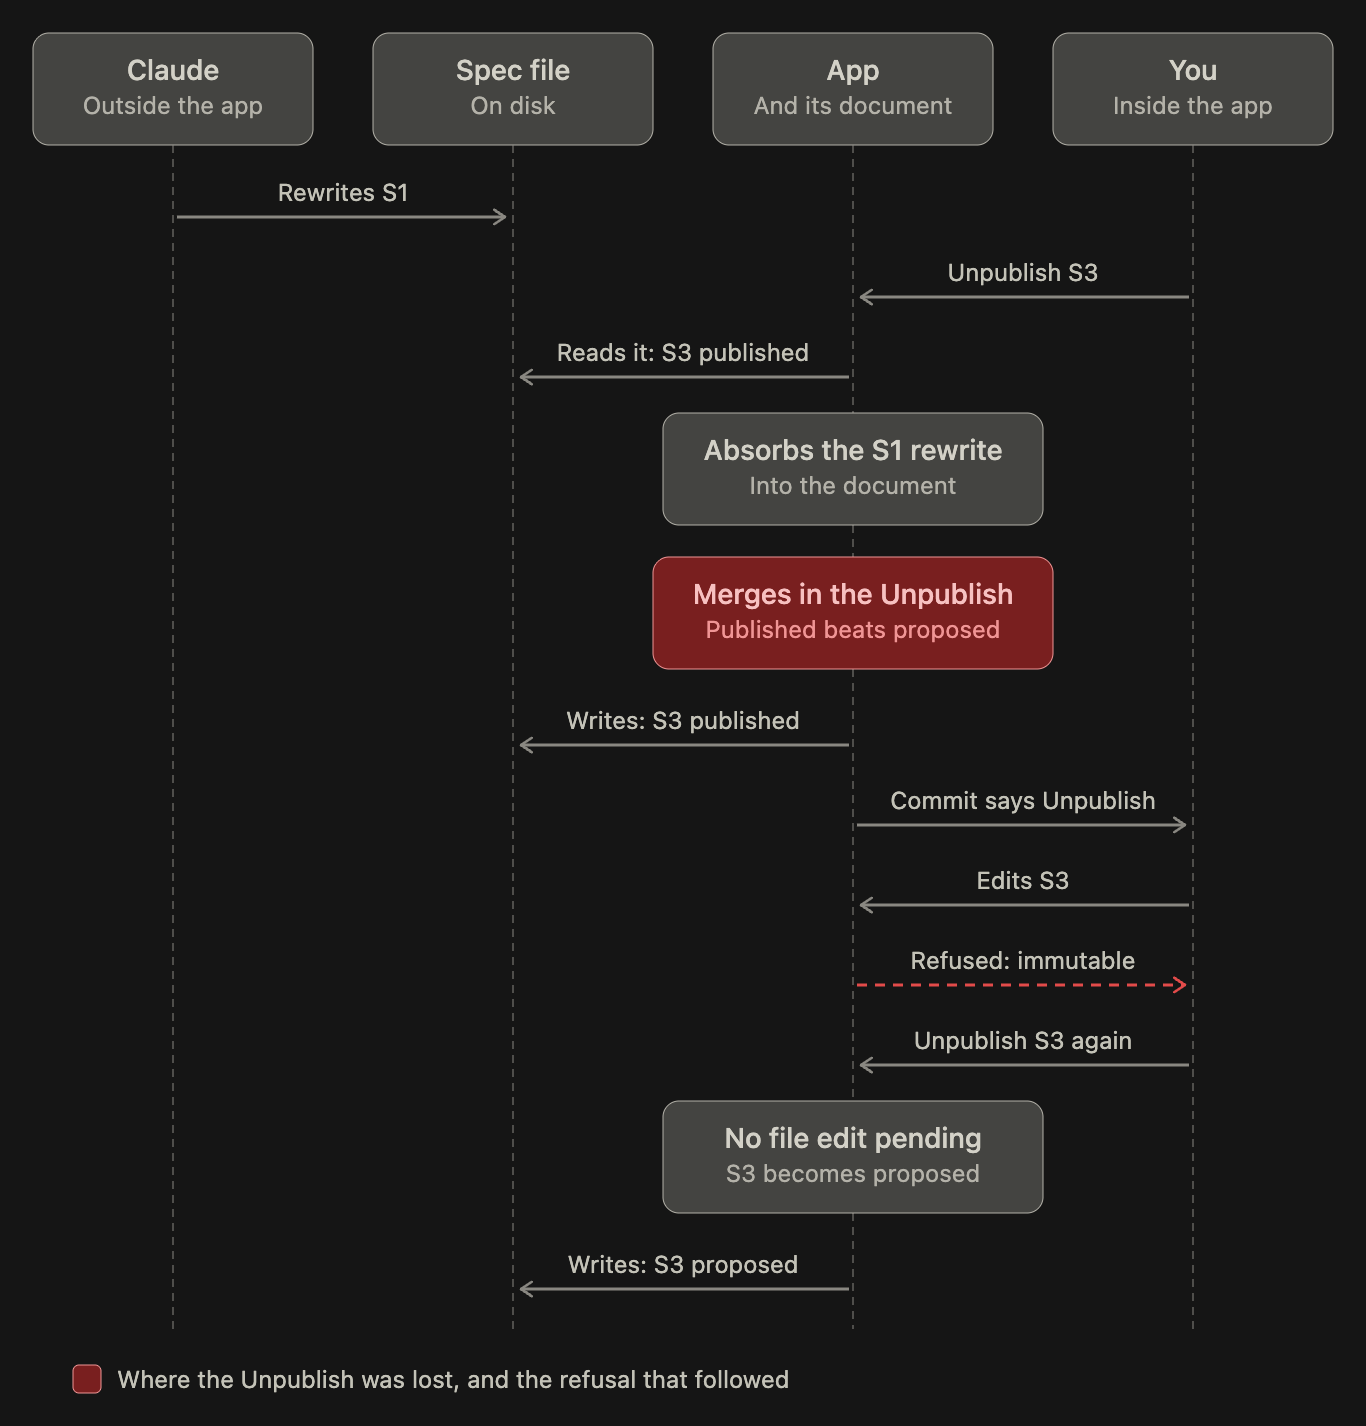 Claude
Outside the app
Spec file
On disk
App
And its document
You
Inside the app
Rewrites S1
Unpublish S3
Reads it: S3 published
Absorbs the S1 rewrite
Into the document
Merges in the Unpublish
Published beats proposed
Writes: S3 published
Commit says Unpublish
Edits S3
Refused: immutable
Unpublish S3 again
No file edit pending
S3 becomes proposed
Writes: S3 proposed
Where the Unpublish was lost, and the refusal that followed